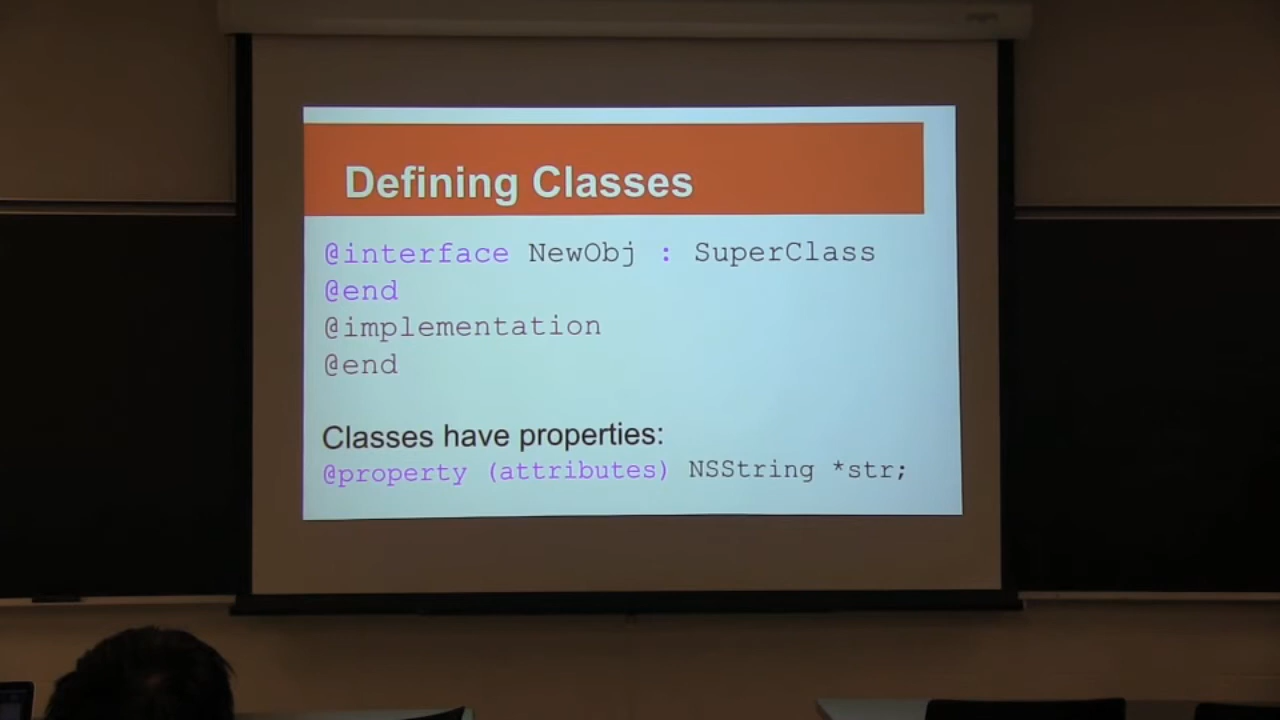 Defining Classes
@interface NewObj : SuperClass
@end
@implementation
@end
Classes have properties:
@property (attributes) NSString *str;